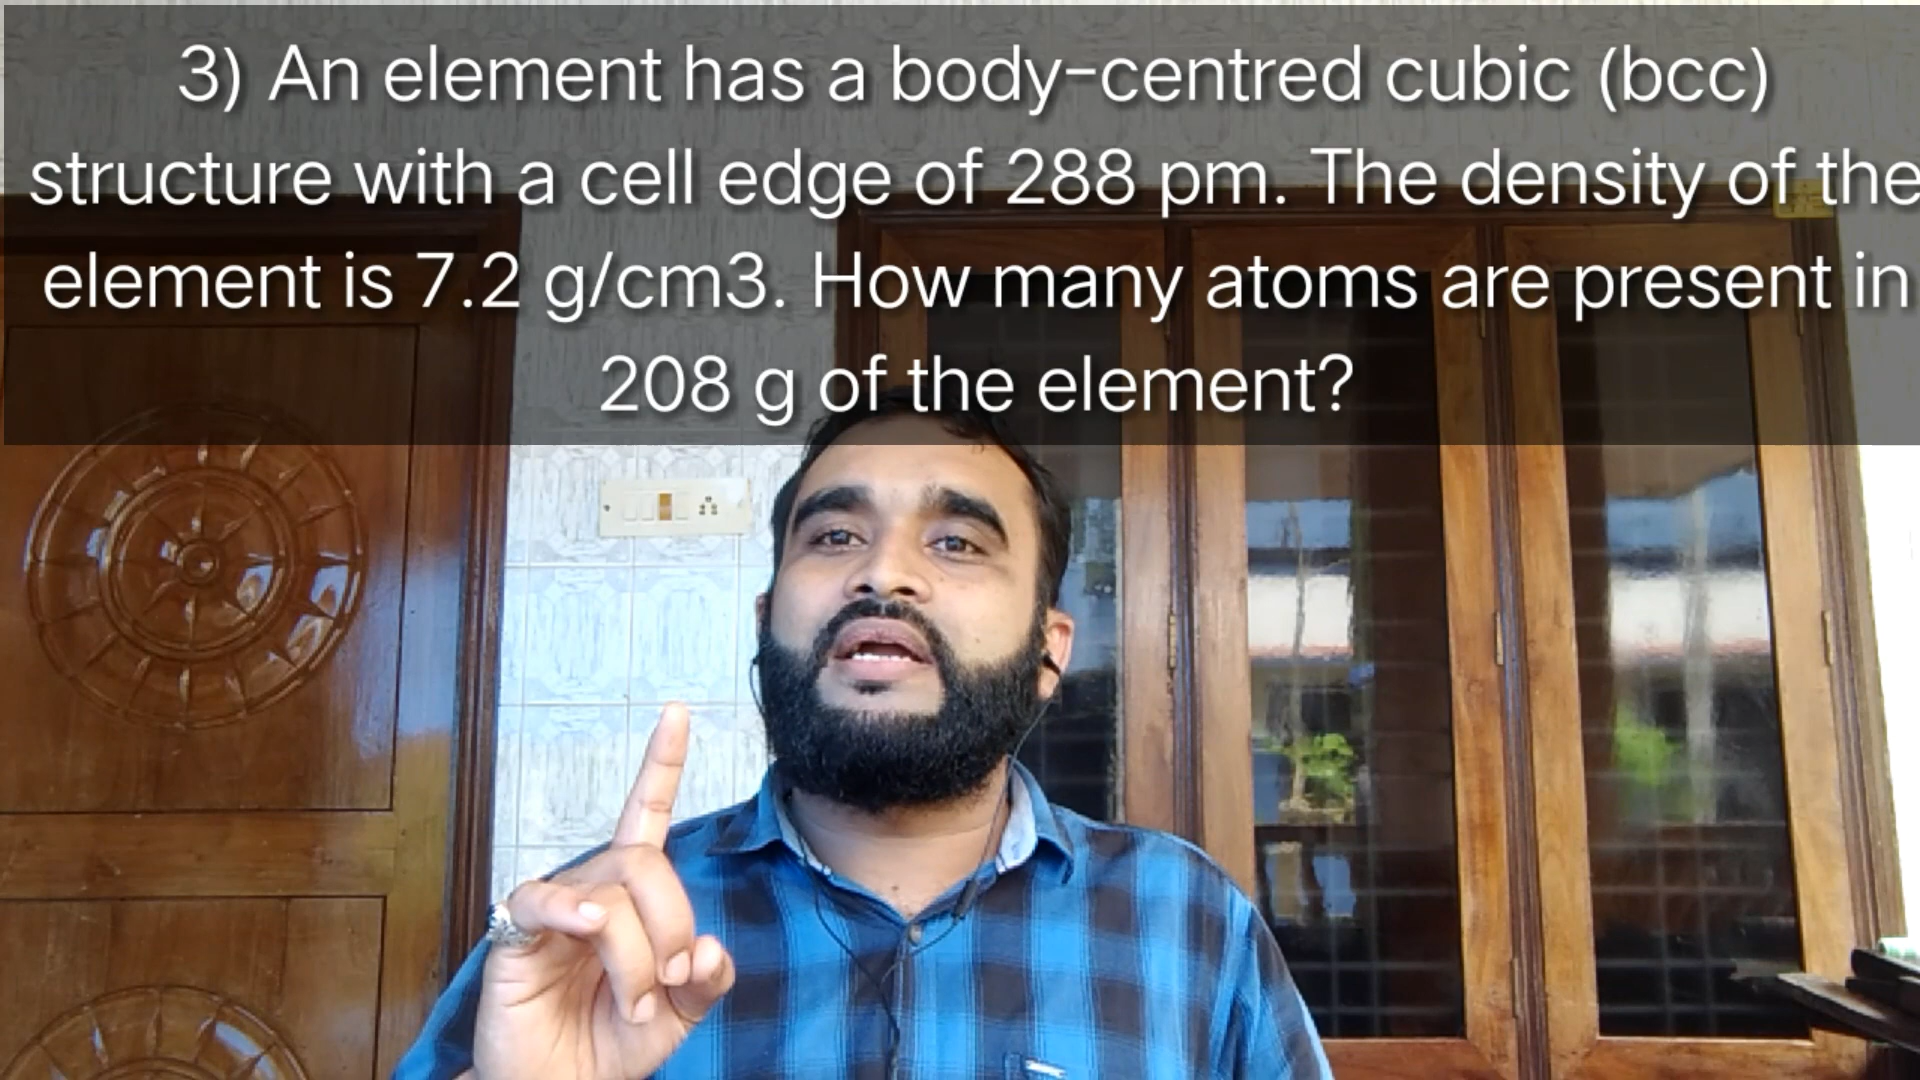 3) An element has a body-centred cubic (bcc)
structure with a cell edge of 288 pm. The density of the
element is 7.2 g/cm3. How many atoms are present in
208 g of the element?